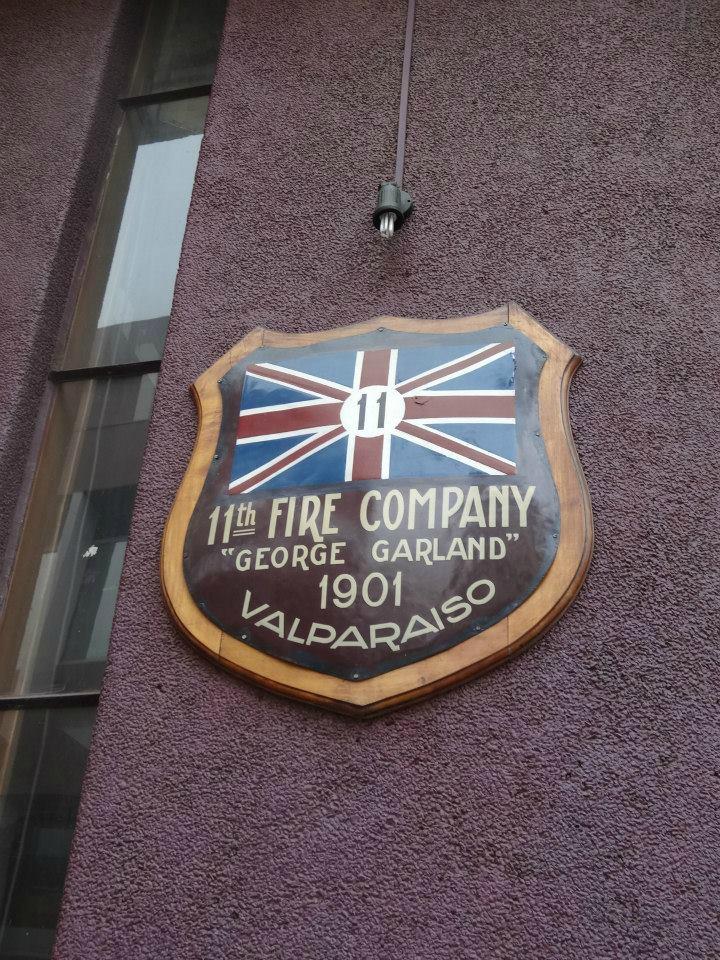 11
11th FIRE COMPANY
"GEORGE GARLAND"
1901
VALPARAISO